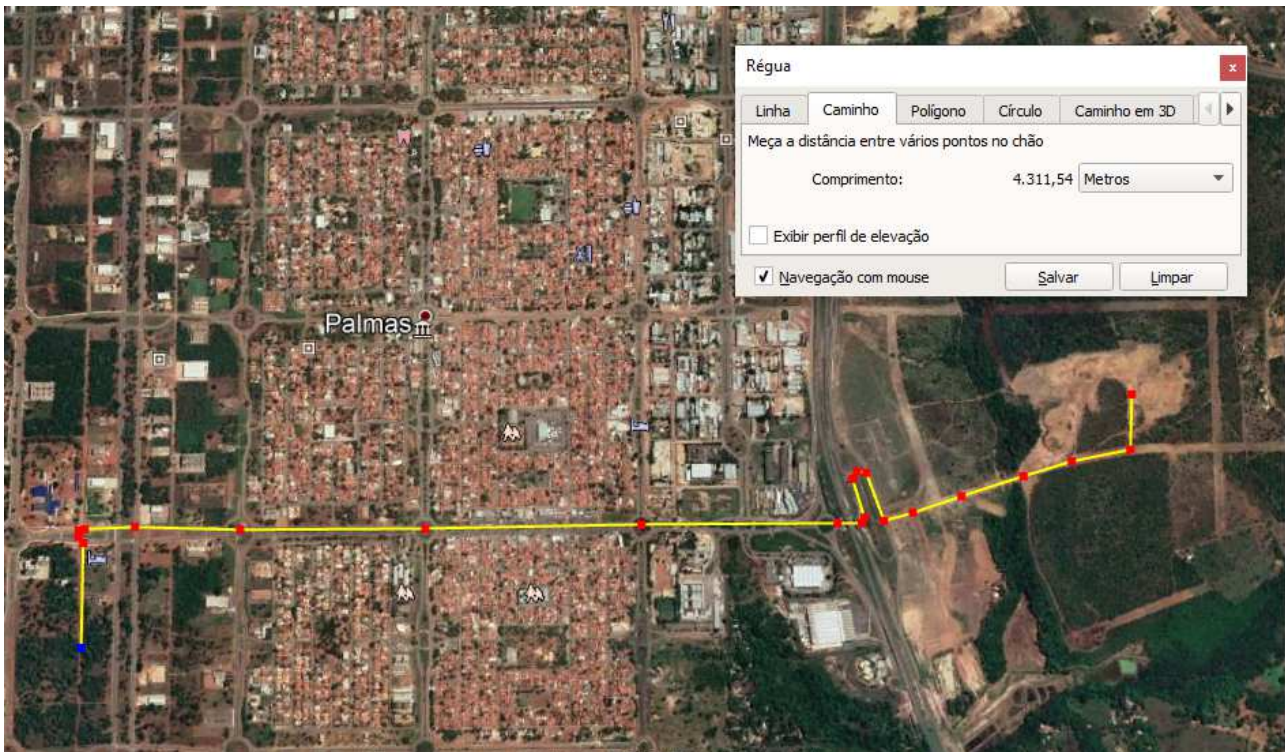 Régua
x
Linha Caminho Polígono Círculo Caminho em 3D
Meça a distância entre vários pontos no chão
Comprimento: 4.311,54 Metros
Exibir perfil de elevação
Navegação com mouse Salvar Limpar
Palmas